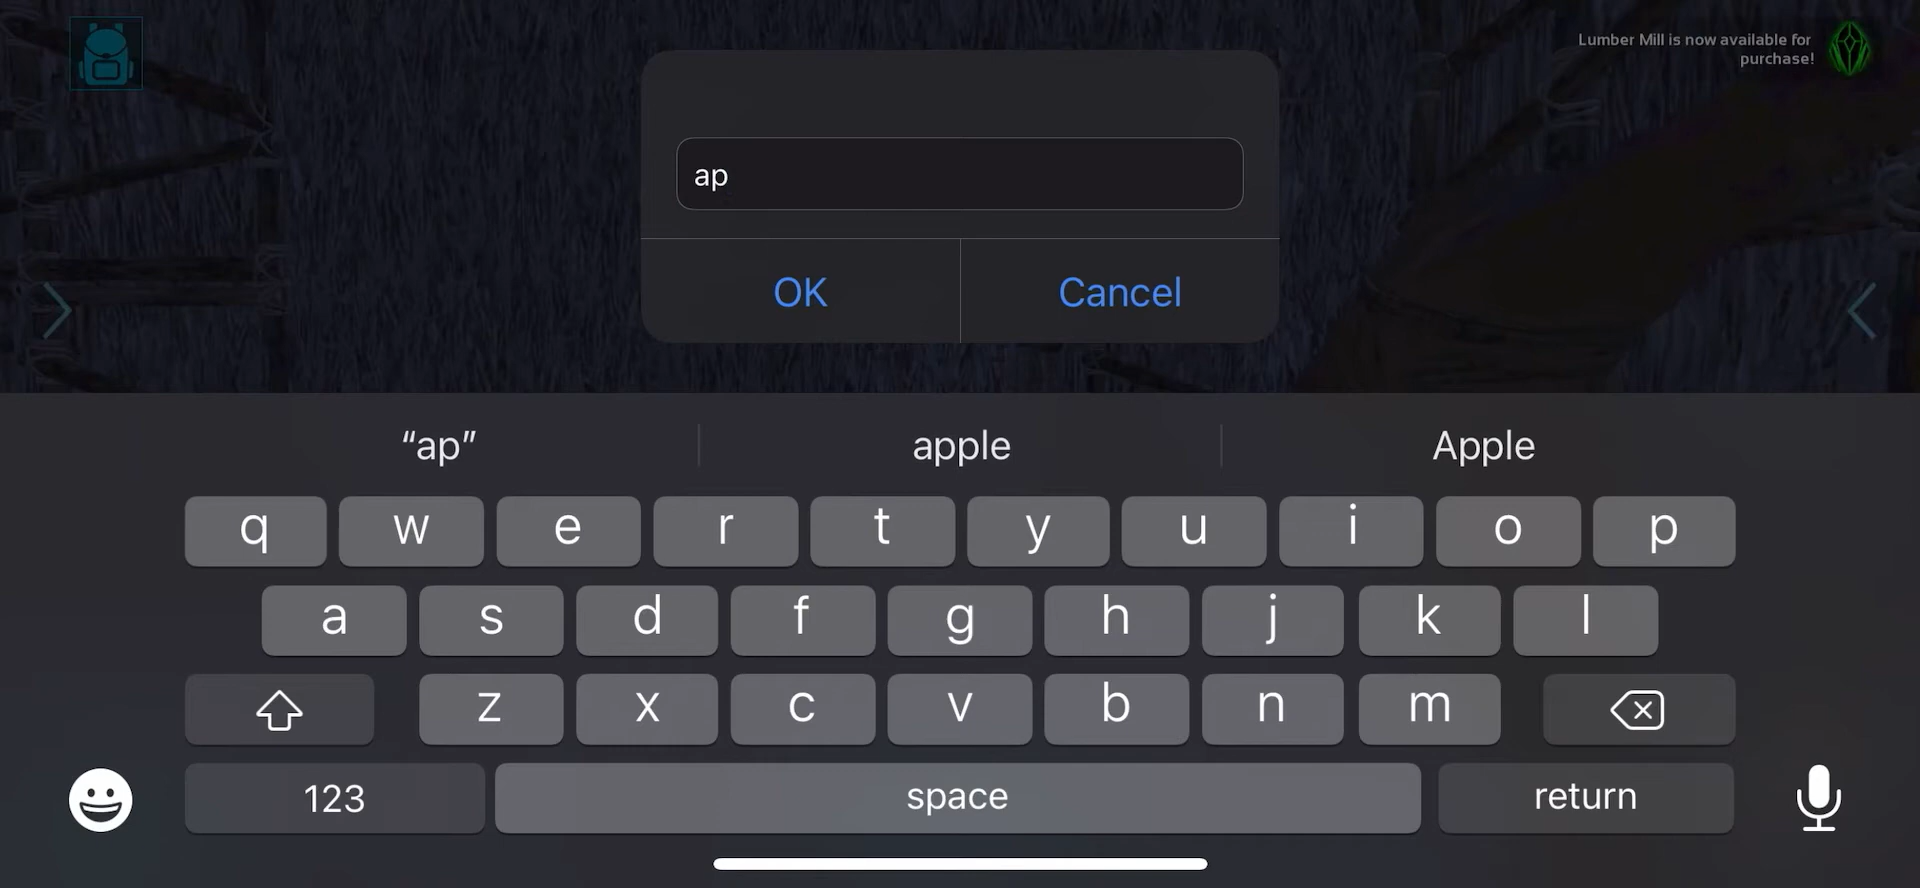 Lumber Mill is now available for
purchase!
ap
OK Cancel
“ap” apple Apple
q w e r t y u i o p
a s d f g h j k l
z x c v b n m
123 space return